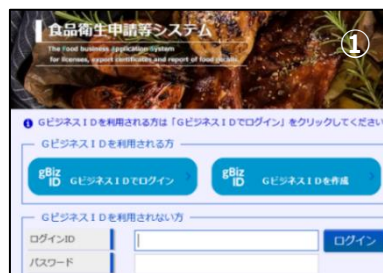 食品衛生申請等システム
①
The food business application System
for licenses, export certificates and report of food recalls
GビジネスIDを利用される方は「GビジネスIDでログイン」をクリックしてください
GビジネスIDを利用される方
gBiz ID GビジネスIDでログイン
gBiz ID GビジネスIDを作成
GビジネスIDを利用されない方
ログインID
ログイン
パスワード